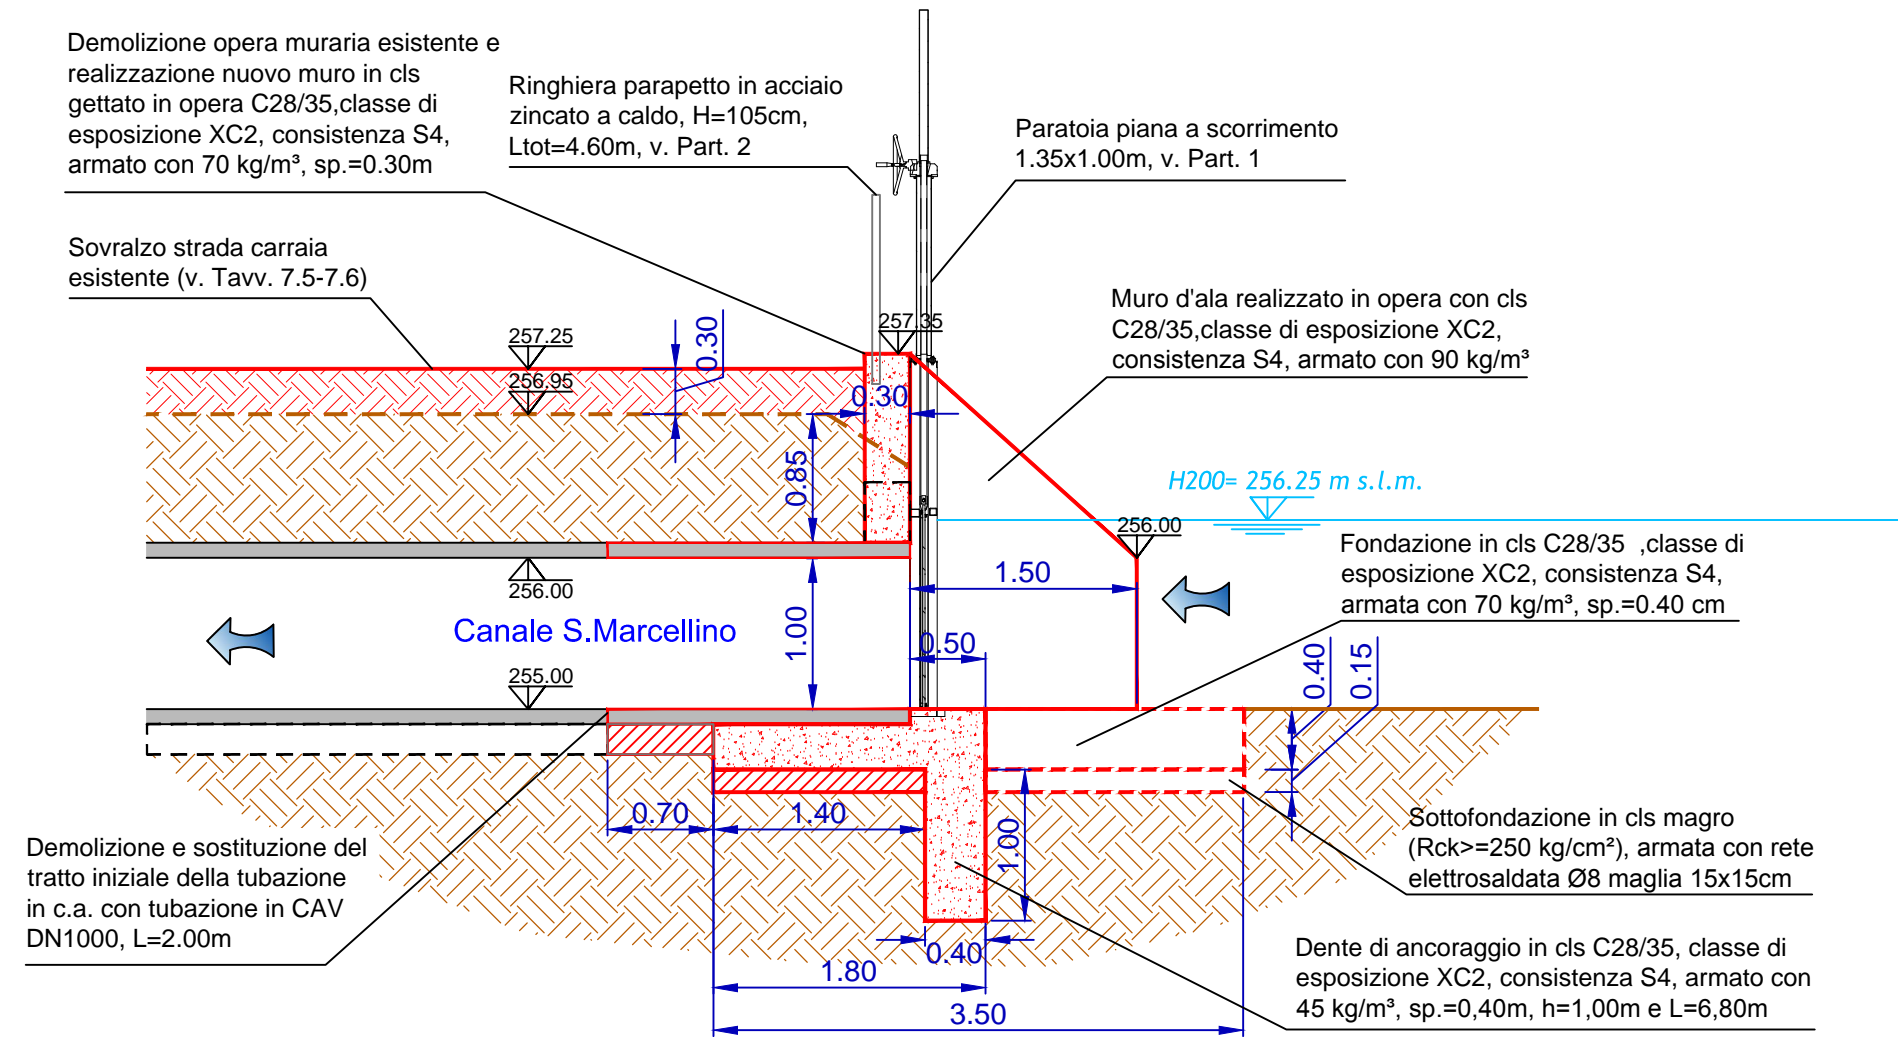 Demolizione opera muraria esistente e
realizzazione nuovo muro in cls
gettato in opera C28/35,classe di
esposizione XC2, consistenza S4,
armato con 70 kg/m³, sp.=0.30m
Ringhiera parapetto in acciaio
zincato a caldo, H=105cm,
Ltot=4.60m, v. Part. 2
Paratoia piana a scorrimento
1.35x1.00m, v. Part. 1
Sovralzo strada carraia
esistente (v. Tavv. 7.5-7.6)
Muro d'ala realizzato in opera con cls
C28/35,classe di esposizione XC2,
consistenza S4, armato con 90 kg/m³
257.25
256.95
0.30
257.35
0.30
0.85
H200= 256.25 m s.l.m.
256.00
Fondazione in cls C28/35 ,classe di
esposizione XC2, consistenza S4,
armata con 70 kg/m³, sp.=0.40 cm
256.00
1.50
Canale S.Marcellino
1.00
0.50
0.40
0.15
255.00
0.70
1.40
1.00
Sottofondazione in cls magro
(Rck>=250 kg/cm²), armata con rete
elettrosaldata Ø8 maglia 15x15cm
Demolizione e sostituzione del
tratto iniziale della tubazione
in c.a. con tubazione in CAV
DN1000, L=2.00m
0.40
1.80
3.50
Dente di ancoraggio in cls C28/35, classe di
esposizione XC2, consistenza S4, armato con
45 kg/m³, sp.=0,40m, h=1,00m e L=6,80m